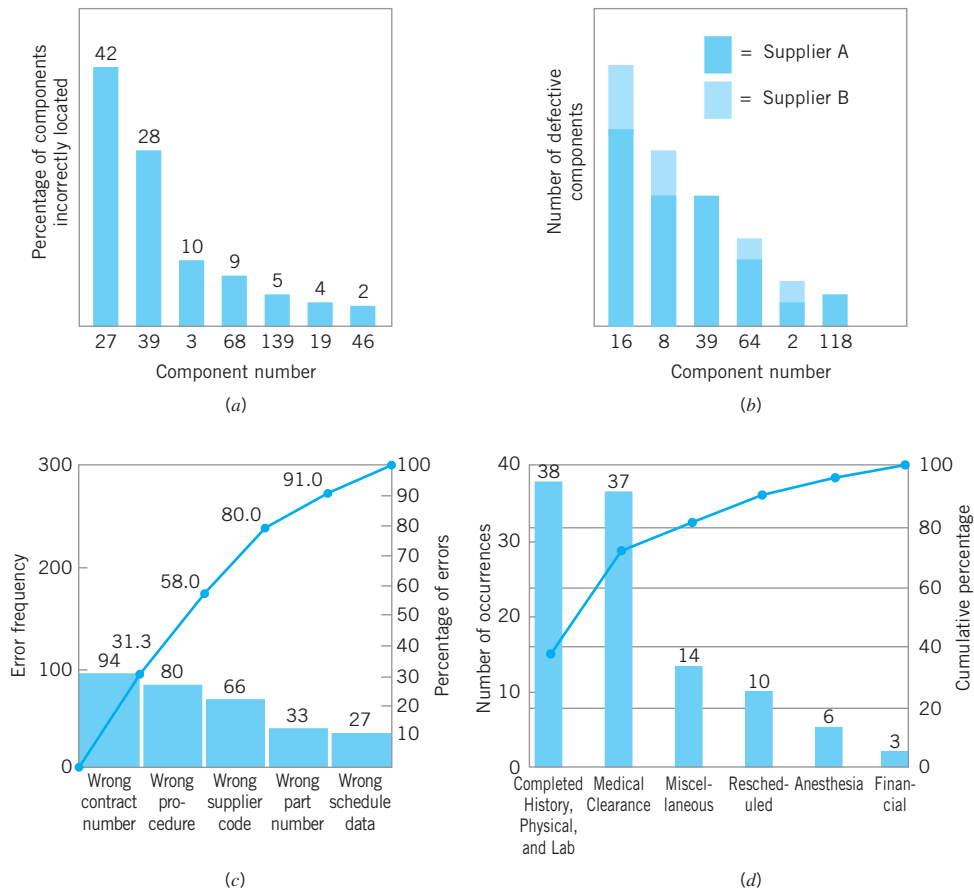 42
28
10
9
5
4
2
Percentage of components
incorrectly located
27 39 3 68 139 19 46
Component number
(a)
= Supplier A
= Supplier B
Number of defective
components
16 8 39 64 2 118
Component number
(b)
300
200
100
0
Error frequency
94
80
66
33
27
31.3
58.0
80.0
91.0
100
90
80
70
60
50
40
30
20
10
Percentage of errors
Wrong
contract
number
Wrong
pro-
cedure
Wrong
supplier
code
Wrong
part
number
Wrong
schedule
data
(c)
40
30
20
10
0
Number of occurrences
38
37
14
10
6
3
100
80
60
40
20
0
Cumulative percentage
Completed
History,
Physical,
and Lab
Medical
Clearance
Miscel-
laneous
Resched-
uled
Anesthesia
Finan-
cial
(d)